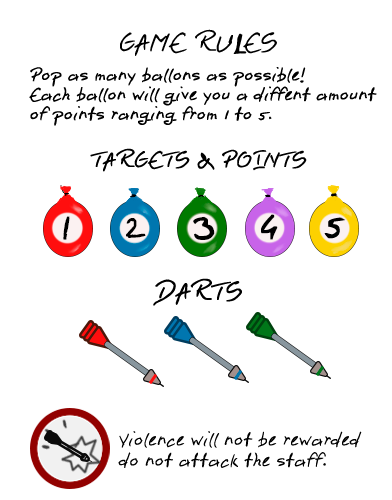 GAME RULES
Pop as many ballons as possible!
Each ballon will give you a diffent amount
of points ranging from 1 to 5.
TARGETS & POINTS
1 2 3 4 5
DARTS
Violence will not be rewarded
do not attack the staff.